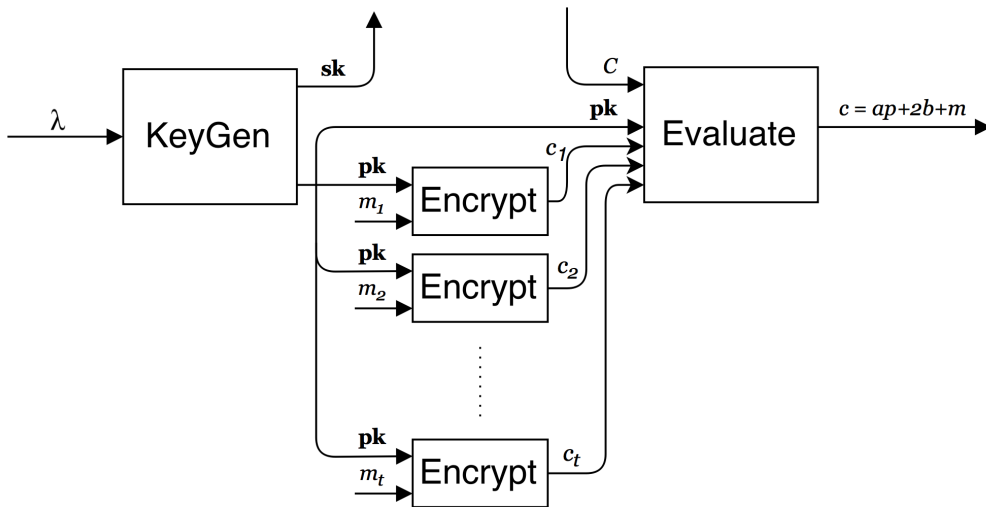 sk
C
λ
KeyGen
pk
Evaluate
c = ap+2b+m
pk
c₁
Encrypt
m₁
pk
c₂
Encrypt
m₂
pk
cₜ
Encrypt
mₜ